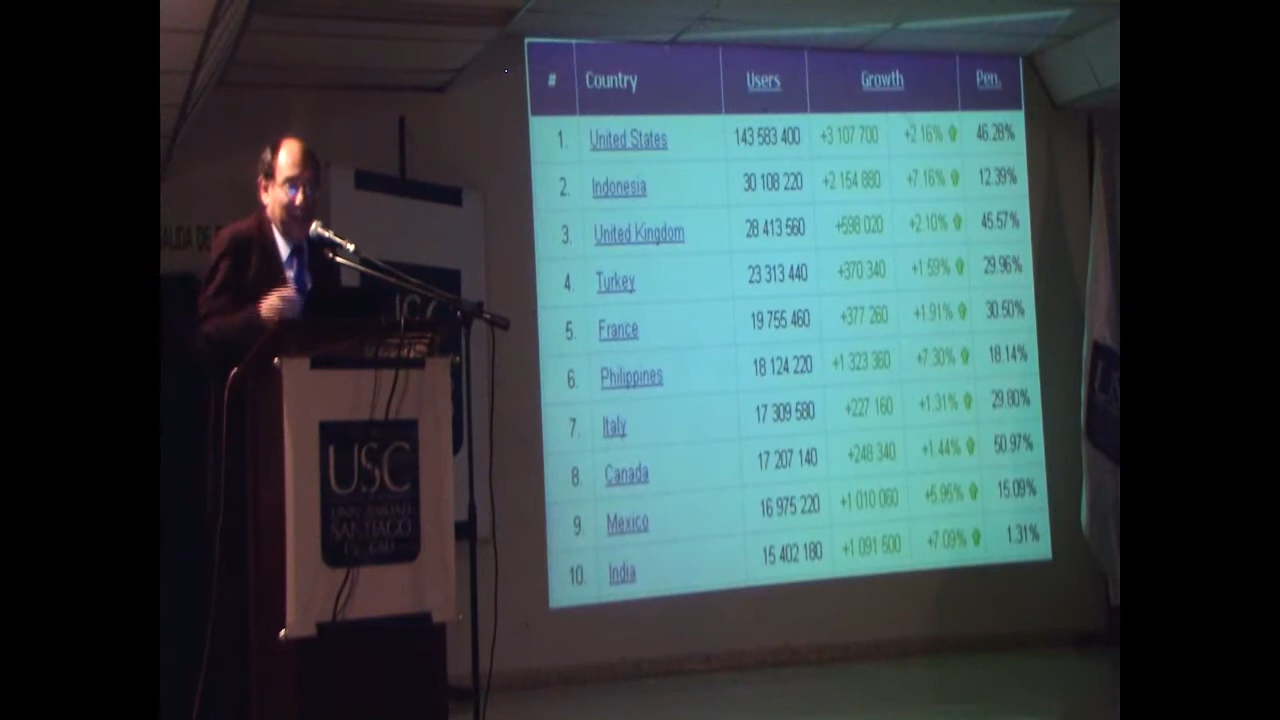 # Country Users Growth Pen.
1. United States 143 583 400 +3 107 700 +2.16% 46.28%
2. Indonesia 30 108 220 +2 154 880 +7.16% 12.39%
3. United Kingdom 28 413 560 +598 020 +2.10% 45.57%
4. Turkey 23 313 440 +370 340 +1.59% 29.96%
5. France 19 755 460 +377 260 +1.91% 30.50%
6. Philippines 18 124 220 +1 323 360 +7.30% 18.14%
7. Italy 17 309 580 +227 160 +1.31% 29.80%
8. Canada 17 207 140 +248 340 +1.44% 50.97%
9. Mexico 16 975 220 +1 010 060 +5.95% 15.09%
10. India 15 402 180 +1 091 500 +7.09% 1.31%
USC
UNIVERSIDAD
SANTIAGO
DE CALI